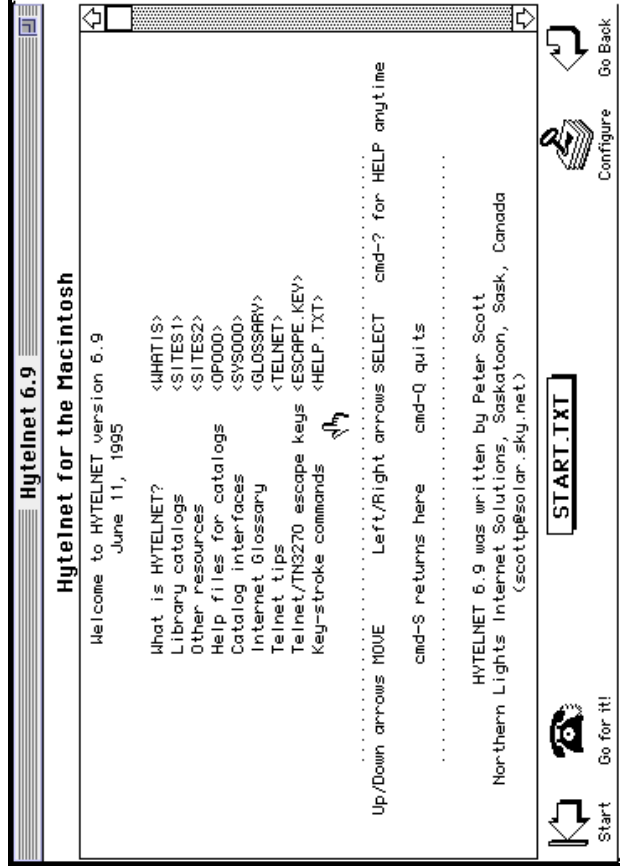 Hytelnet 6.9
Hytelnet for the Macintosh
Welcome to HYTELNET version 6.9
June 11, 1995
What is HYTELNET? <WHATIS>
Library catalogs <SITES1>
Other resources <SITES2>
Help files for catalogs <OP000>
Catalog interfaces <SYS000>
Internet Glossary <GLOSSARY>
Telnet tips <TELNET>
Telnet/TN3270 escape keys <ESCAPE.KEY>
Key-stroke commands <HELP.TXT>
Up/Down arrows MOVE Left/Right arrows SELECT cmd-? for HELP anytime
cmd-S returns here cmd-Q quits
HYTELNET 6.9 was written by Peter Scott
Northern Lights Internet Solutions, Saskatoon, Sask, Canada
(scottp@solar.sky.net)
START.TXT
Start Go for it! Configure Go Back